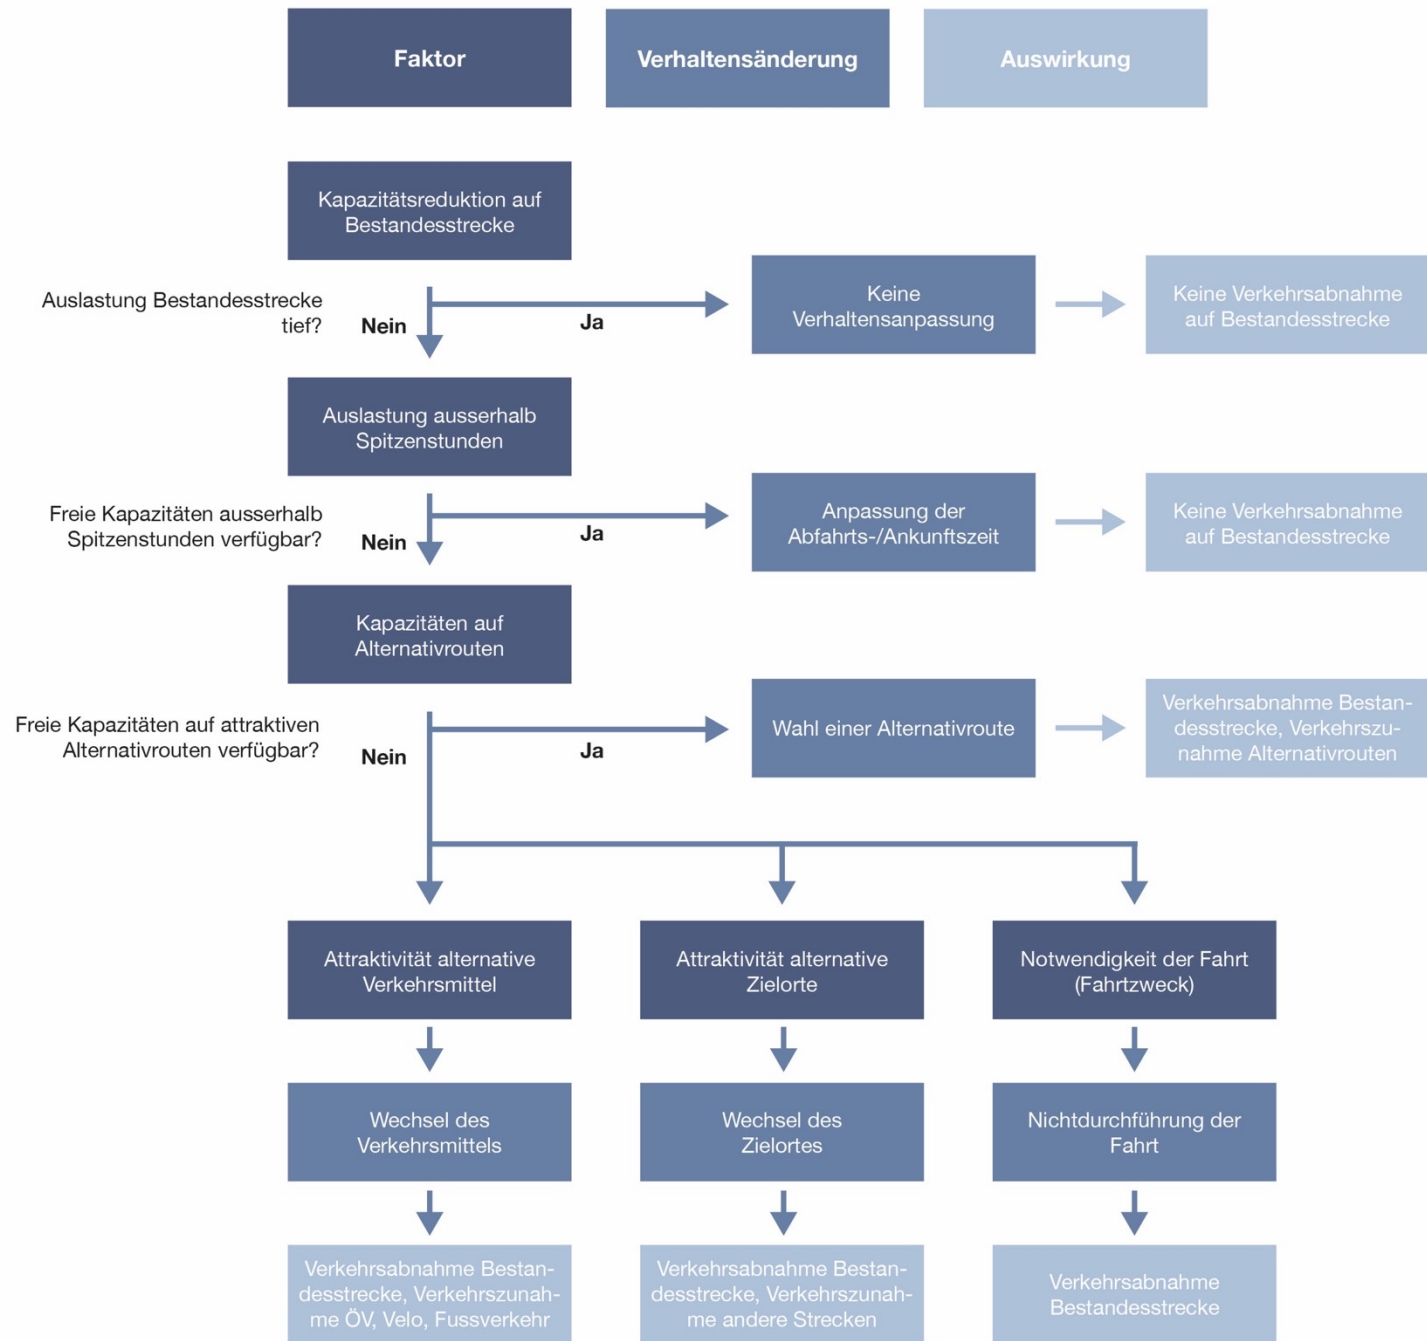 Faktor
Verhaltensänderung
Auswirkung
Kapazitätsreduktion auf
Bestandesstrecke
Auslastung Bestandesstrecke
tief?
Nein
Ja
Keine
Verhaltensanpassung
Keine Verkehrsabnahme
auf Bestandesstrecke
Auslastung ausserhalb
Spitzenstunden
Freie Kapazitäten ausserhalb
Spitzenstunden verfügbar?
Nein
Ja
Anpassung der
Abfahrts-/Ankunftszeit
Keine Verkehrsabnahme
auf Bestandesstrecke
Kapazitäten auf
Alternativrouten
Freie Kapazitäten auf attraktiven
Alternativrouten verfügbar?
Nein
Ja
Wahl einer Alternativroute
Verkehrsabnahme Bestan-
desstrecke, Verkehrszu-
nahme Alternativrouten
Attraktivität alternative
Verkehrsmittel
Attraktivität alternative
Zielorte
Notwendigkeit der Fahrt
(Fahrtzweck)
Wechsel des
Verkehrsmittels
Wechsel des
Zielortes
Nichtdurchführung der
Fahrt
Verkehrsabnahme Bestan-
desstrecke, Verkehrszunah-
me ÖV, Velo, Fussverkehr
Verkehrsabnahme Bestan-
desstrecke, Verkehrszunah-
me andere Strecken
Verkehrsabnahme
Bestandesstrecke